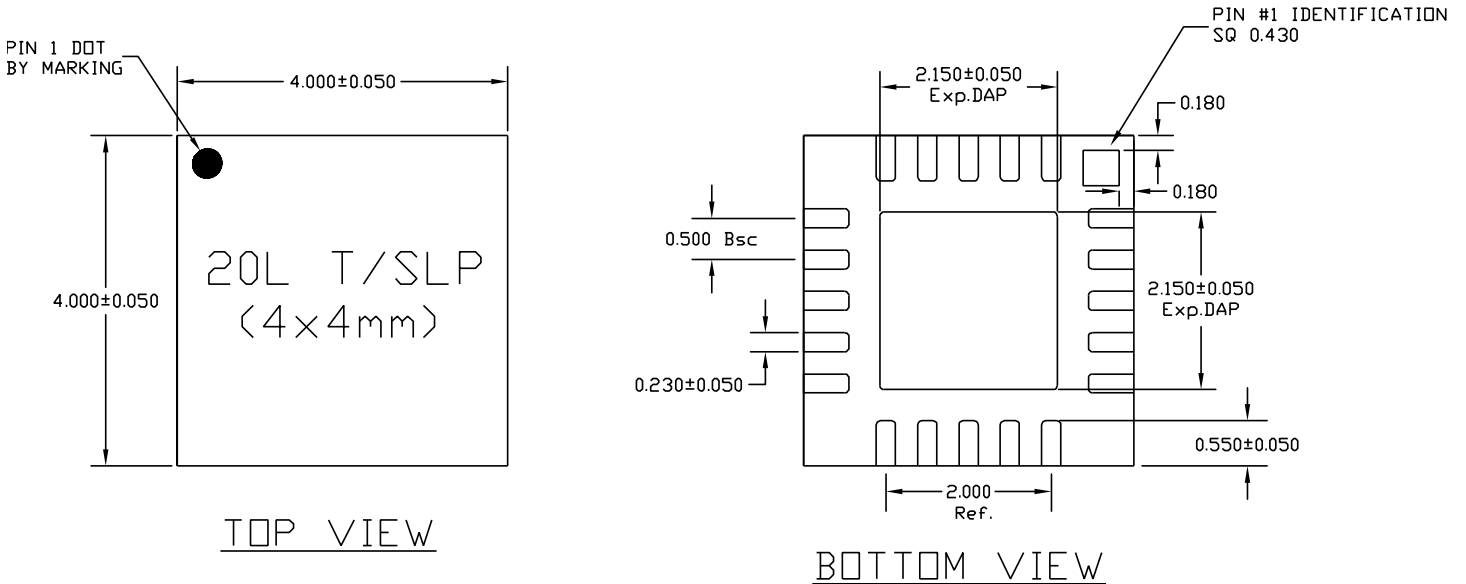 PIN 1 DOT
BY MARKING
4.000±0.050
4.000±0.050
20L T/SLP
(4x4mm)
TOP VIEW
PIN #1 IDENTIFICATION
SQ 0.430
2.150±0.050
Exp.DAP
0.180
0.180
0.500 Bsc
2.150±0.050
Exp.DAP
0.230±0.050
0.550±0.050
2.000
Ref.
BOTTOM VIEW